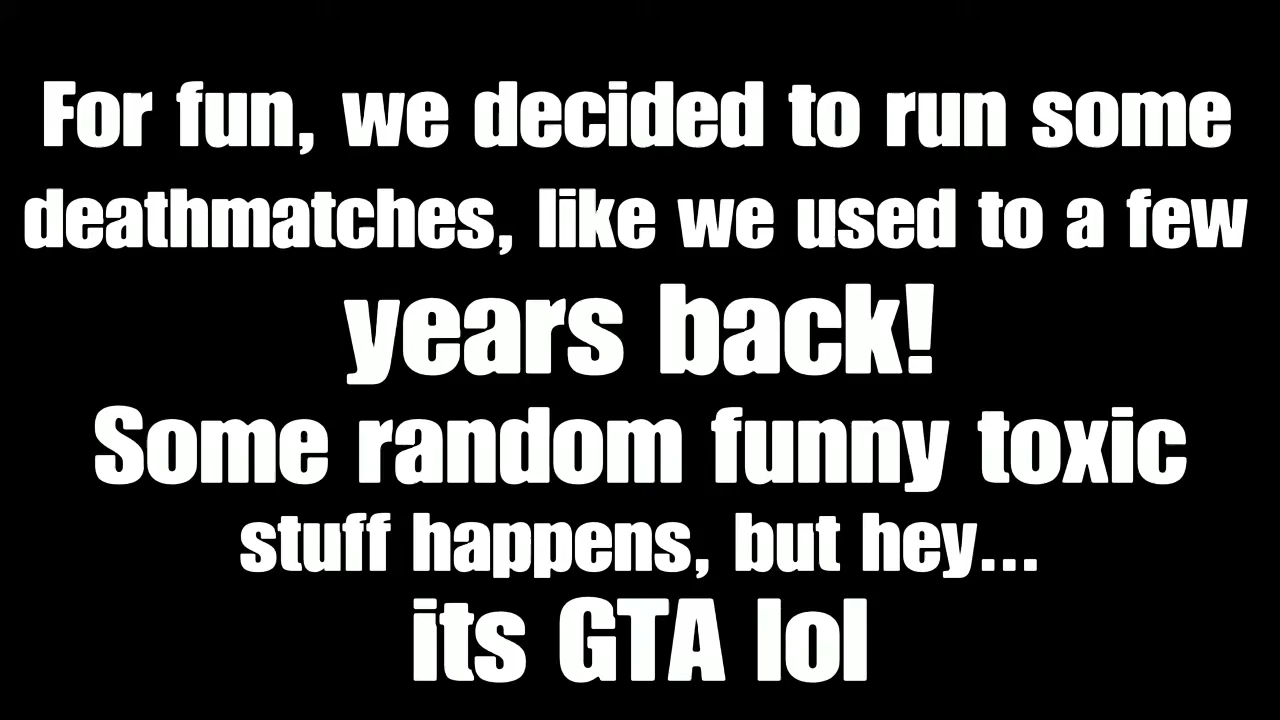 For fun, we decided to run some
deathmatches, like we used to a few
years back!
Some random funny toxic
stuff happens, but hey...
its GTA lol